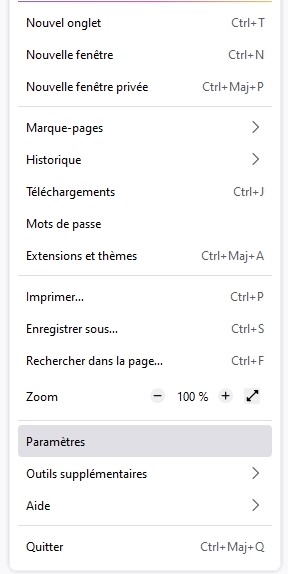 Nouvel onglet Ctrl+T
Nouvelle fenêtre Ctrl+N
Nouvelle fenêtre privée Ctrl+Maj+P
Marque-pages
Historique
Téléchargements Ctrl+J
Mots de passe
Extensions et thèmes Ctrl+Maj+A
Imprimer... Ctrl+P
Enregistrer sous... Ctrl+S
Rechercher dans la page... Ctrl+F
Zoom − 100 % +
Paramètres
Outils supplémentaires
Aide
Quitter Ctrl+Maj+Q